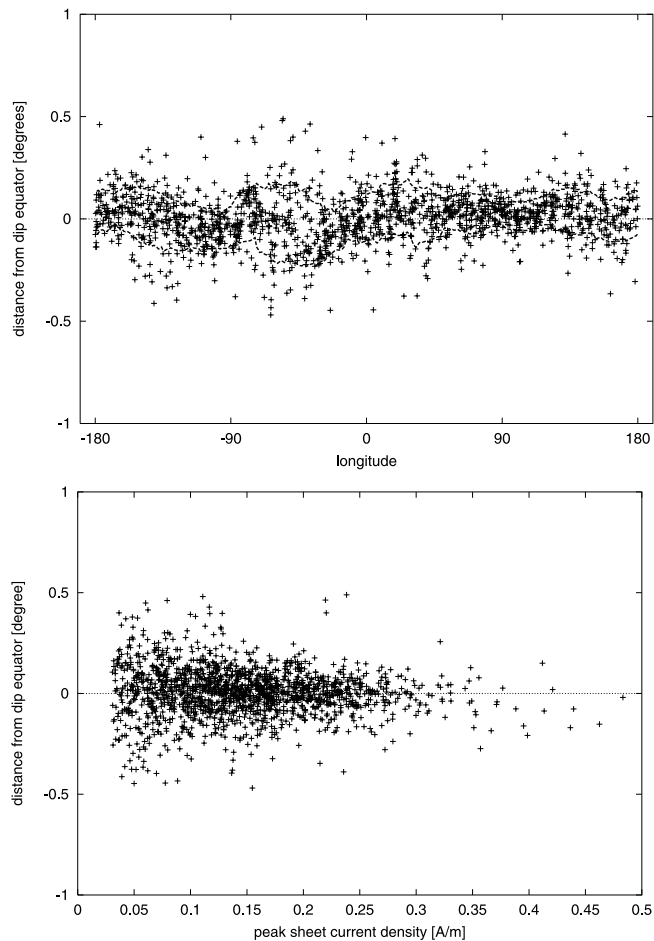 1
0.5
0
-0.5
-1
distance from dip equator [degrees]
-180 -90 0 90 180
longitude
1
0.5
0
-0.5
-1
distance from dip equator [degree]
0 0.05 0.1 0.15 0.2 0.25 0.3 0.35 0.4 0.45 0.5
peak sheet current density [A/m]